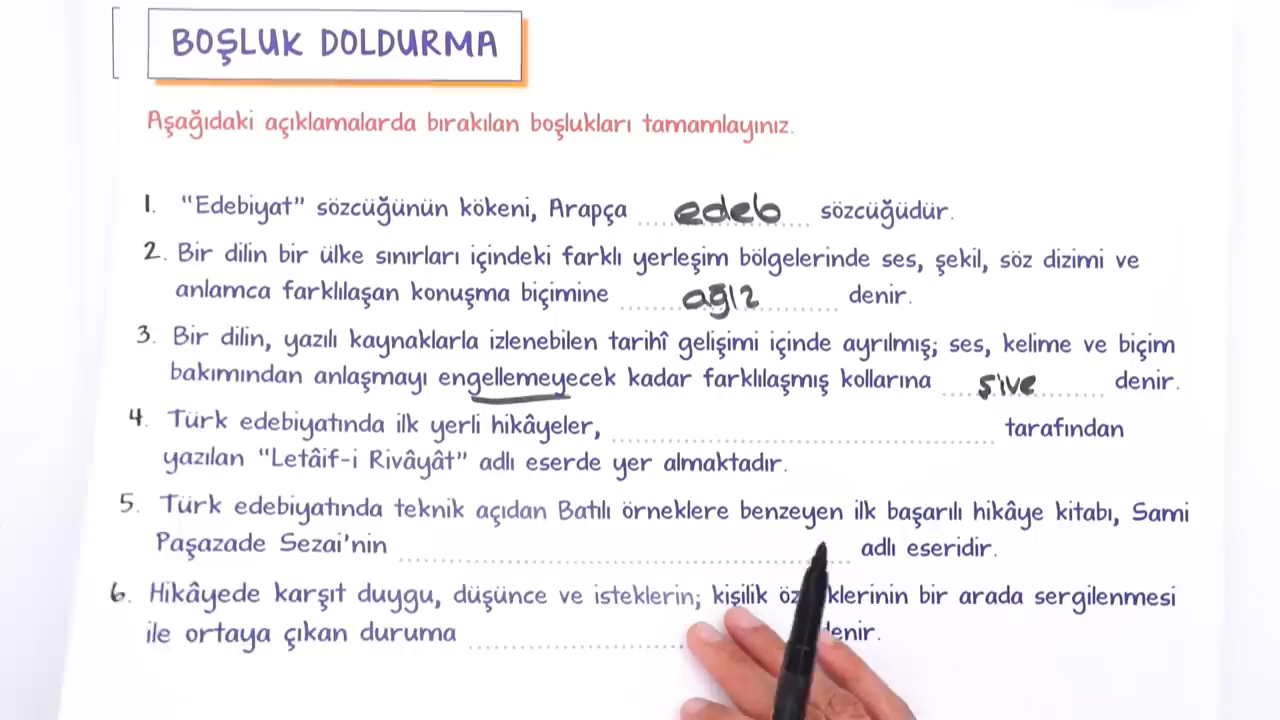 BOŞLUK DOLDURMA
Aşağıdaki açıklamalarda bırakılan boşlukları tamamlayınız.
1. "Edebiyat" sözcüğünün kökeni, Arapça edeb sözcüğüdür.
2. Bir dilin bir ülke sınırları içindeki farklı yerleşim bölgelerinde ses, şekil, söz dizimi ve
anlamca farklılaşan konuşma biçimine ağız denir.
3. Bir dilin, yazılı kaynaklarla izlenebilen tarihî gelişimi içinde ayrılmış; ses, kelime ve biçim
bakımından anlaşmayı engellemeyecek kadar farklılaşmış kollarına şive denir.
4. Türk edebiyatında ilk yerli hikâyeler, tarafından
yazılan "Letâif-i Rivâyât" adlı eserde yer almaktadır.
5. Türk edebiyatında teknik açıdan Batılı örneklere benzeyen ilk başarılı hikâye kitabı, Sami
Paşazade Sezai'nin adlı eseridir.
6. Hikâyede karşıt duygu, düşünce ve isteklerin; kişilik bir arada sergilenmesi
ile ortaya çıkan duruma denir.